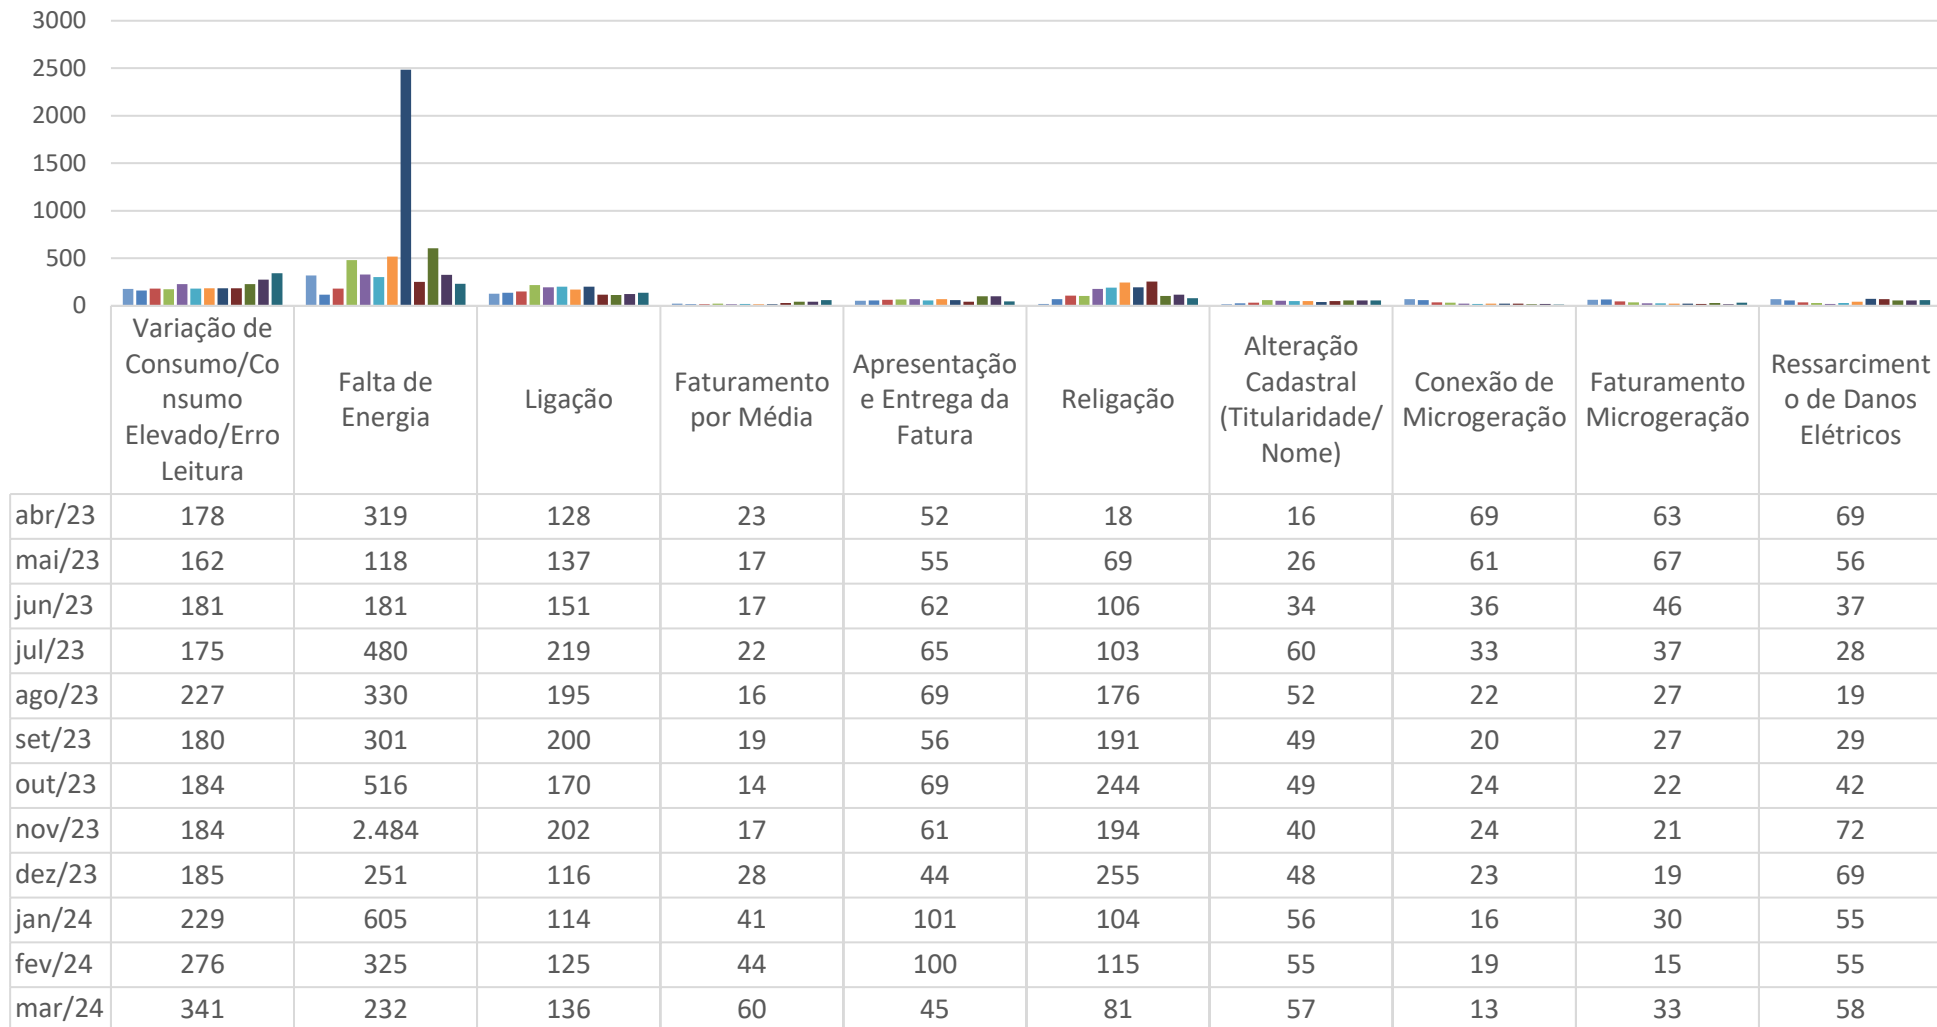 3000
2500
2000
1500
1000
500
0
Variação de
Consumo/Co
nsumo
Elevado/Erro
Leitura
Falta de
Energia
Ligação
Faturamento
por Média
Apresentação
e Entrega da
Fatura
Religação
Alteração
Cadastral
(Titularidade/
Nome)
Conexão de
Microgeração
Faturamento
Microgeração
Ressarciment
o de Danos
Elétricos
abr/23 178 319 128 23 52 18 16 69 63 69
mai/23 162 118 137 17 55 69 26 61 67 56
jun/23 181 181 151 17 62 106 34 36 46 37
jul/23 175 480 219 22 65 103 60 33 37 28
ago/23 227 330 195 16 69 176 52 22 27 19
set/23 180 301 200 19 56 191 49 20 27 29
out/23 184 516 170 14 69 244 49 24 22 42
nov/23 184 2.484 202 17 61 194 40 24 21 72
dez/23 185 251 116 28 44 255 48 23 19 69
jan/24 229 605 114 41 101 104 56 16 30 55
fev/24 276 325 125 44 100 115 55 19 15 55
mar/24 341 232 136 60 45 81 57 13 33 58